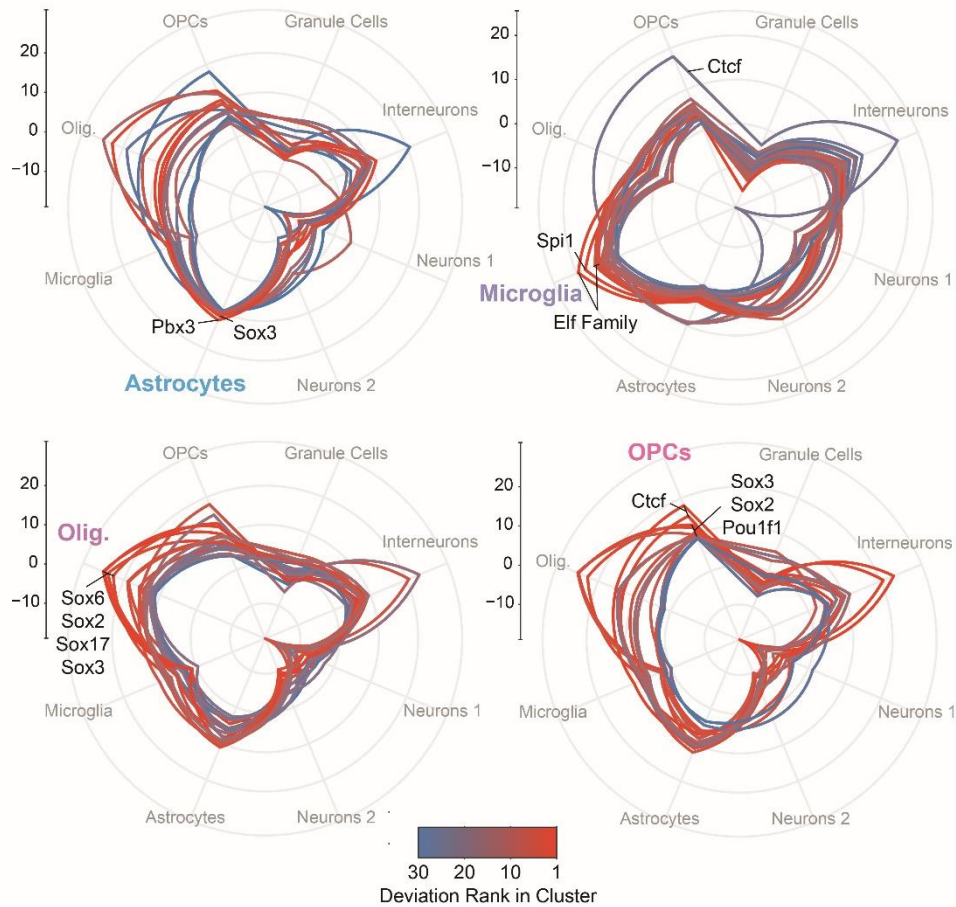 OPCs
Granule Cells
Interneurons
Neurons 1
Neurons 2
Astrocytes
Microglia
Olig.
20
10
0
−10
Pbx3
Sox3
OPCs
Granule Cells
Interneurons
Neurons 1
Neurons 2
Astrocytes
Microglia
Olig.
20
10
0
−10
Ctcf
Spi1
Elf Family
OPCs
Granule Cells
Interneurons
Neurons 1
Neurons 2
Astrocytes
Microglia
Olig.
20
10
0
−10
Sox6
Sox2
Sox17
Sox3
OPCs
Granule Cells
Interneurons
Neurons 1
Neurons 2
Astrocytes
Microglia
Olig.
20
10
0
−10
Ctcf
Sox3
Sox2
Pou1f1
30 20 10 1
Deviation Rank in Cluster